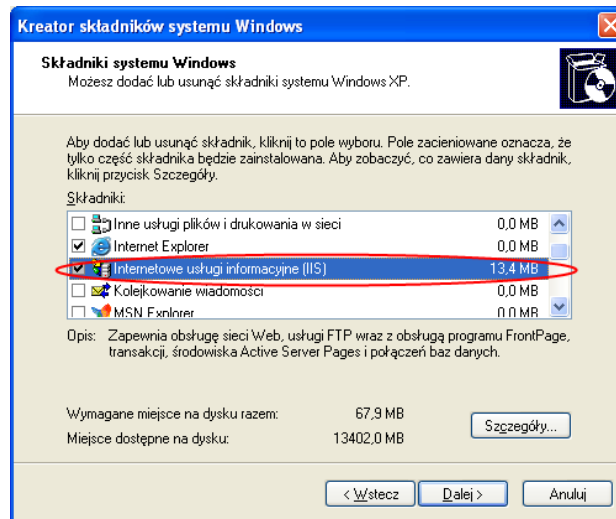 Kreator składników systemu Windows
Składniki systemu Windows
Możesz dodać lub usunąć składniki systemu Windows XP.
Aby dodać lub usunąć składnik, kliknij to pole wyboru. Pole zacieniowane oznacza, że
tylko część składnika będzie zainstalowana. Aby zobaczyć, co zawiera dany składnik,
kliknij przycisk Szczegóły.
Składniki:
Inne usługi plików i drukowania w sieci 0,0 MB
Internet Explorer 0,0 MB
Internetowe usługi informacyjne (IIS) 13,4 MB
Kolejkowanie wiadomości 0,0 MB
MSN Explorer 0,0 MB
Opis: Zapewnia obsługę sieci Web, usługi FTP wraz z obsługą programu FrontPage,
transakcji, środowiska Active Server Pages i połączeń baz danych.
Wymagane miejsce na dysku razem: 67,9 MB
Miejsce dostępne na dysku: 13402,0 MB
Szczegóły...
< Wstecz Dalej > Anuluj